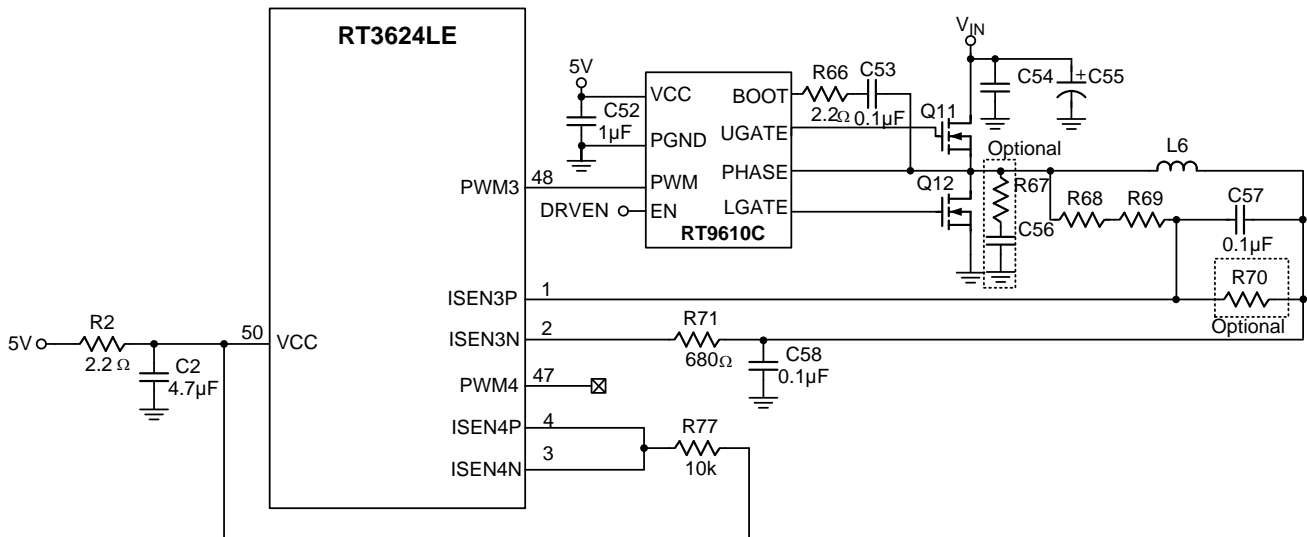 RT3624LE
V_IN
5V
C52
1µF
VCC
PGND
PWM
EN
BOOT
UGATE
PHASE
LGATE
RT9610C
R66
2.2Ω
C53
0.1µF
Q11
Q12
C54
+
C55
Optional
R67
C56
L6
R68
R69
C57
0.1µF
R70
Optional
PWM3
48
DRVEN
ISEN3P
1
ISEN3N
2
R71
680Ω
C58
0.1µF
5V
R2
2.2 Ω
C2
4.7µF
50
VCC
PWM4
47
ISEN4P
4
ISEN4N
3
R77
10k